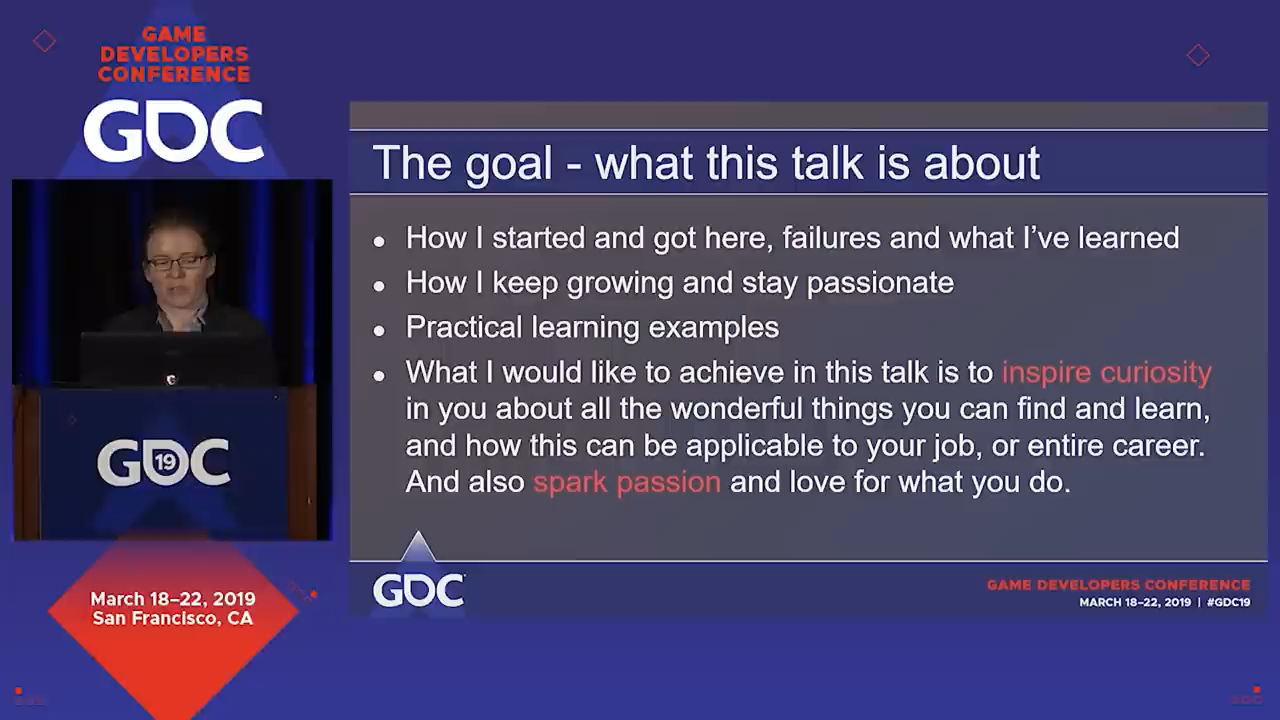 GAME
DEVELOPERS
CONFERENCE
GDC
GDC
19
March 18–22, 2019
San Francisco, CA
The goal - what this talk is about
• How I started and got here, failures and what I've learned
• How I keep growing and stay passionate
• Practical learning examples
• What I would like to achieve in this talk is to inspire curiosity
in you about all the wonderful things you can find and learn,
and how this can be applicable to your job, or entire career.
And also spark passion and love for what you do.
GDC
GAME DEVELOPERS CONFERENCE
MARCH 18–22, 2019 | #GDC19